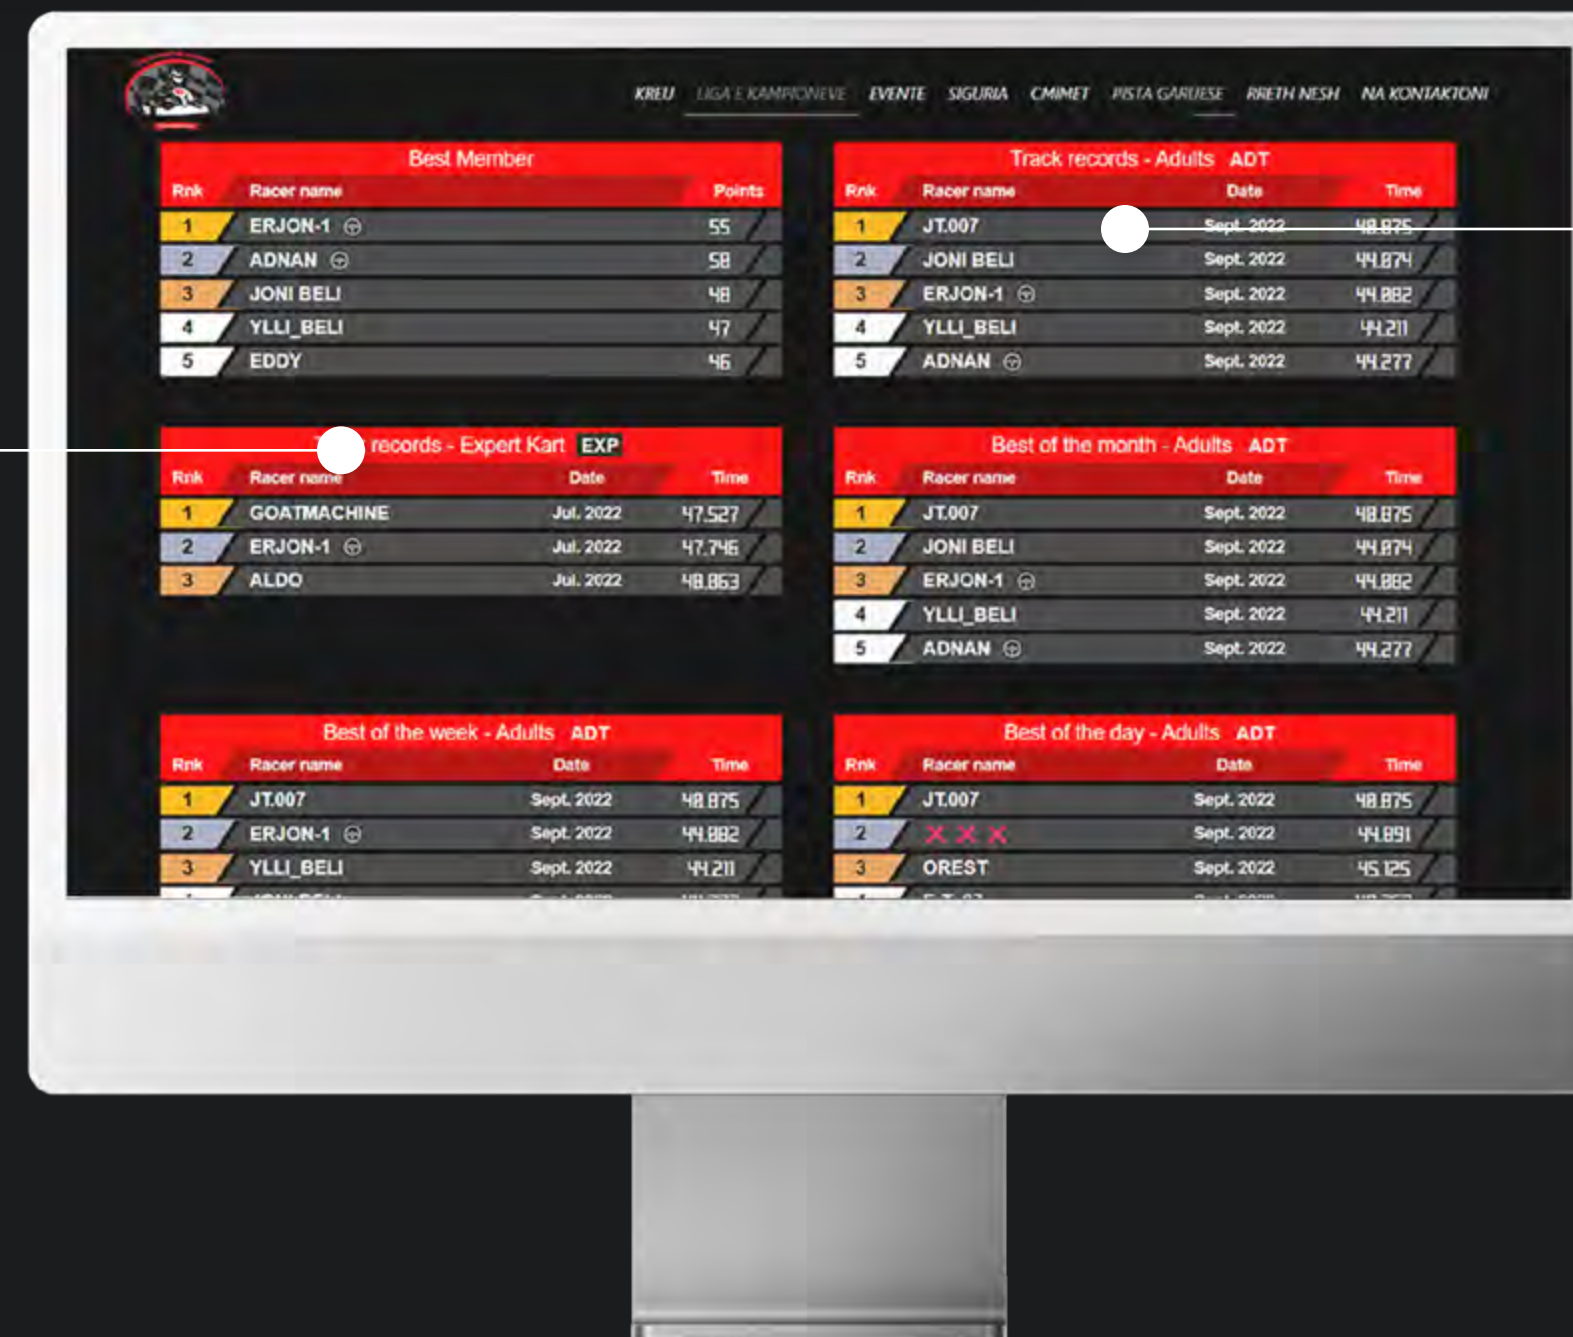 KREU LIGA E KAMPIONEVE EVENTE SIGURIA CMIMET PISTA GARUESE RRETH NESH NA KONTAKTONI
Best Member
Rnk Racer name Points
1 ERJON-1 55
2 ADNAN 58
3 JONI BELI 48
4 YLLI_BELI 47
5 EDDY 46
Track records - Adults ADT
Rnk Racer name Date Time
1 JT.007 Sept. 2022 48.875
2 JONI BELI Sept. 2022 44.074
3 ERJON-1 Sept. 2022 44.082
4 YLLI_BELI Sept. 2022 44.211
5 ADNAN Sept. 2022 44.277
records - Expert Kart EXP
Rnk Racer name Date Time
1 GOATMACHINE Jul. 2022 47.527
2 ERJON-1 Jul. 2022 47.746
3 ALDO Jul. 2022 48.863
Best of the month - Adults ADT
Rnk Racer name Date Time
1 JT.007 Sept. 2022 48.875
2 JONI BELI Sept. 2022 44.074
3 ERJON-1 Sept. 2022 44.082
4 YLLI_BELI Sept. 2022 44.211
5 ADNAN Sept. 2022 44.277
Best of the week - Adults ADT
Rnk Racer name Date Time
1 JT.007 Sept. 2022 48.875
2 ERJON-1 Sept. 2022 44.082
3 YLLI_BELI Sept. 2022 44.211
Best of the day - Adults ADT
Rnk Racer name Date Time
1 JT.007 Sept. 2022 48.875
2 X X X Sept. 2022 44.891
3 OREST Sept. 2022 45.125